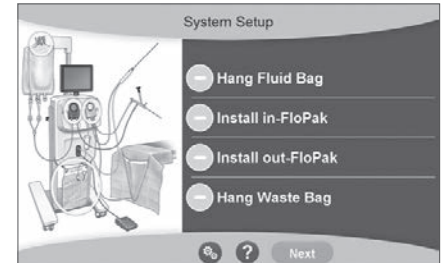 System Setup
Hang Fluid Bag
Install in-FloPak
Install out-FloPak
Hang Waste Bag
?
Next